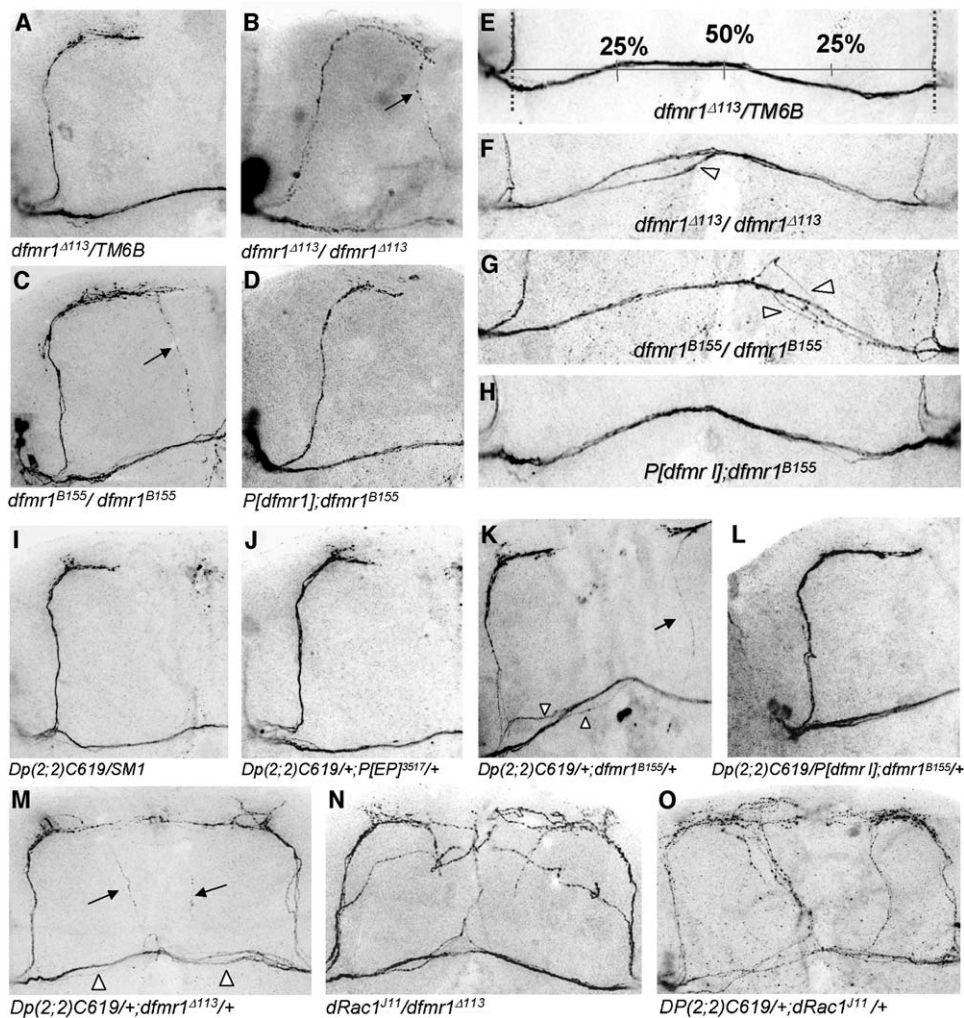 A
dfmr1Δ113/TM6B
B
dfmr1Δ113/ dfmr1Δ113
C
dfmr1B155/ dfmr1B155
D
P[dfmr1];dfmr1B155
E
25% 50% 25%
dfmr1Δ113/TM6B
F
dfmr1Δ113/ dfmr1Δ113
G
dfmr1B155/ dfmr1B155
H
P[dfmr I];dfmr1B155
I
Dp(2;2)C619/SM1
J
Dp(2;2)C619/+;P[EP]3517/+
K
Dp(2;2)C619/+;dfmr1B155/+
L
Dp(2;2)C619/P[dfmr I];dfmr1B155/+
M
Dp(2;2)C619/+;dfmr1Δ113/+
N
dRac1J11/dfmr1Δ113
O
DP(2;2)C619/+;dRac1J11/+